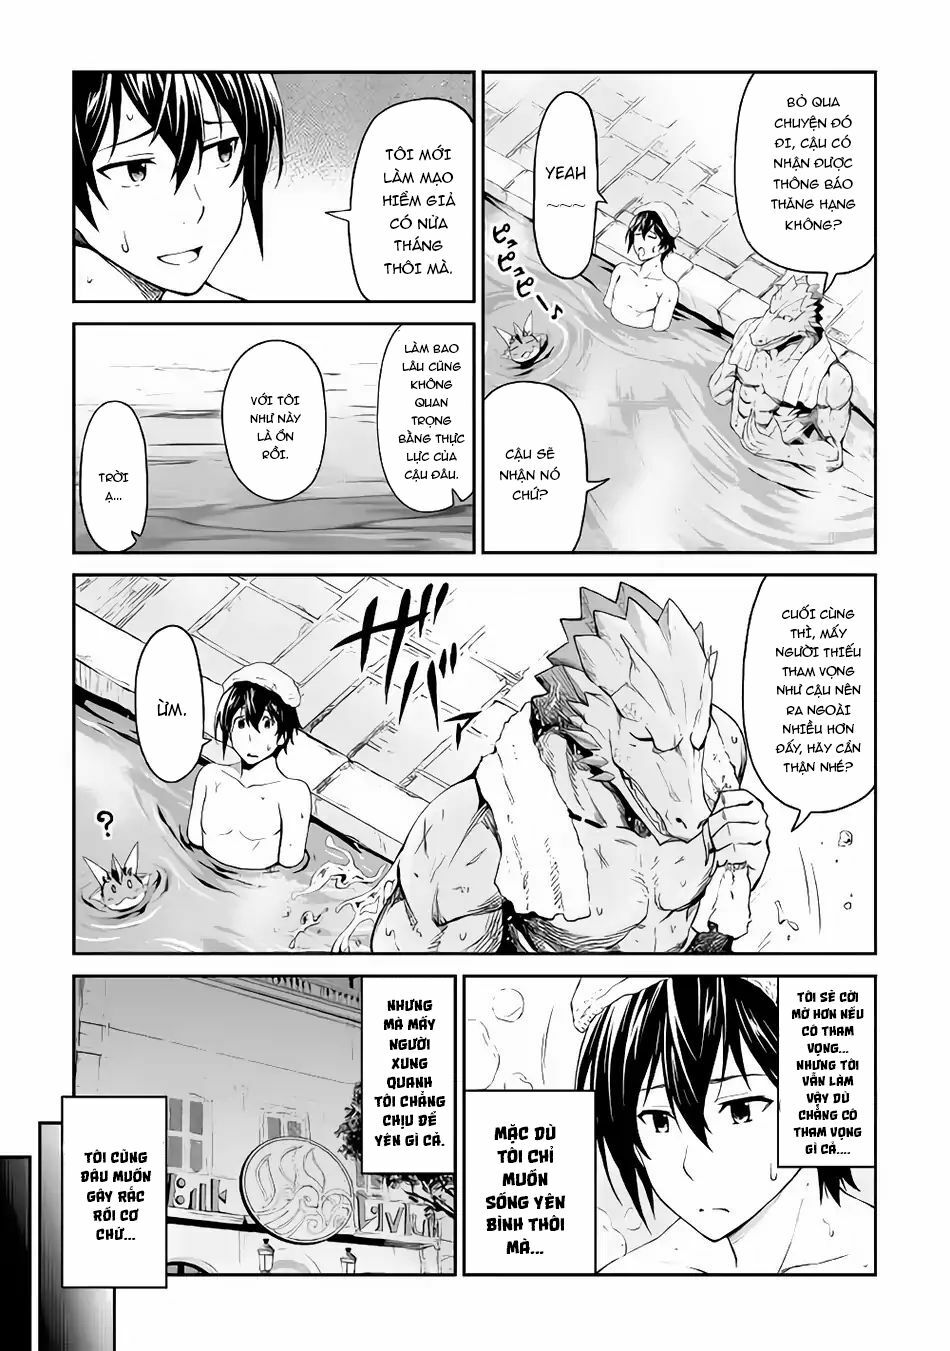 BỎ QUA
CHUYỆN ĐÓ
ĐI, CẬU CÓ
NHẬN ĐƯỢC
THÔNG BÁO
THĂNG HẠNG
KHÔNG?
YEAH
ピュピュピー♪
CẬU SẼ
NHẬN NÓ
CHỨ?
TÔI MỚI
LÀM MẠO
HIỂM GIẢ
CÓ NỬA
THÁNG
THÔI MÀ.
LÀM BAO
LÂU CŨNG
KHÔNG
QUAN
TRỌNG
BẰNG THỰC
LỰC CỦA
CẬU ĐÂU.
VỚI TÔI
NHƯ NÀY
LÀ ỔN
RỒI.
TRỜI
Ạ...
CUỐI CÙNG
THÌ, MẤY
NGƯỜI THIẾU
THAM VỌNG
NHƯ CẬU NÊN
RA NGOÀI
NHIỀU HƠN
ĐẤY, HÃY CẨN
THẬN NHÉ?
ỪM.
?
TÔI SẼ CỞI
MỞ HƠN NẾU
CÓ THAM
VỌNG...
NHƯNG TÔI
VẪN LÀM
VẬY DÙ
CHẲNG CÓ
THAM VỌNG
GÌ CẢ....
MẶC DÙ
TÔI CHỈ
MUỐN
SỐNG YÊN
BÌNH THÔI
MÀ...
NHƯNG
MÀ MẤY
NGƯỜI
XUNG
QUANH
TÔI CHẲNG
CHỊU ĐỂ
YÊN GÌ CẢ.
TÔI CŨNG
ĐÂU MUỐN
GÂY RẮC
RỐI CƠ
CHỨ...